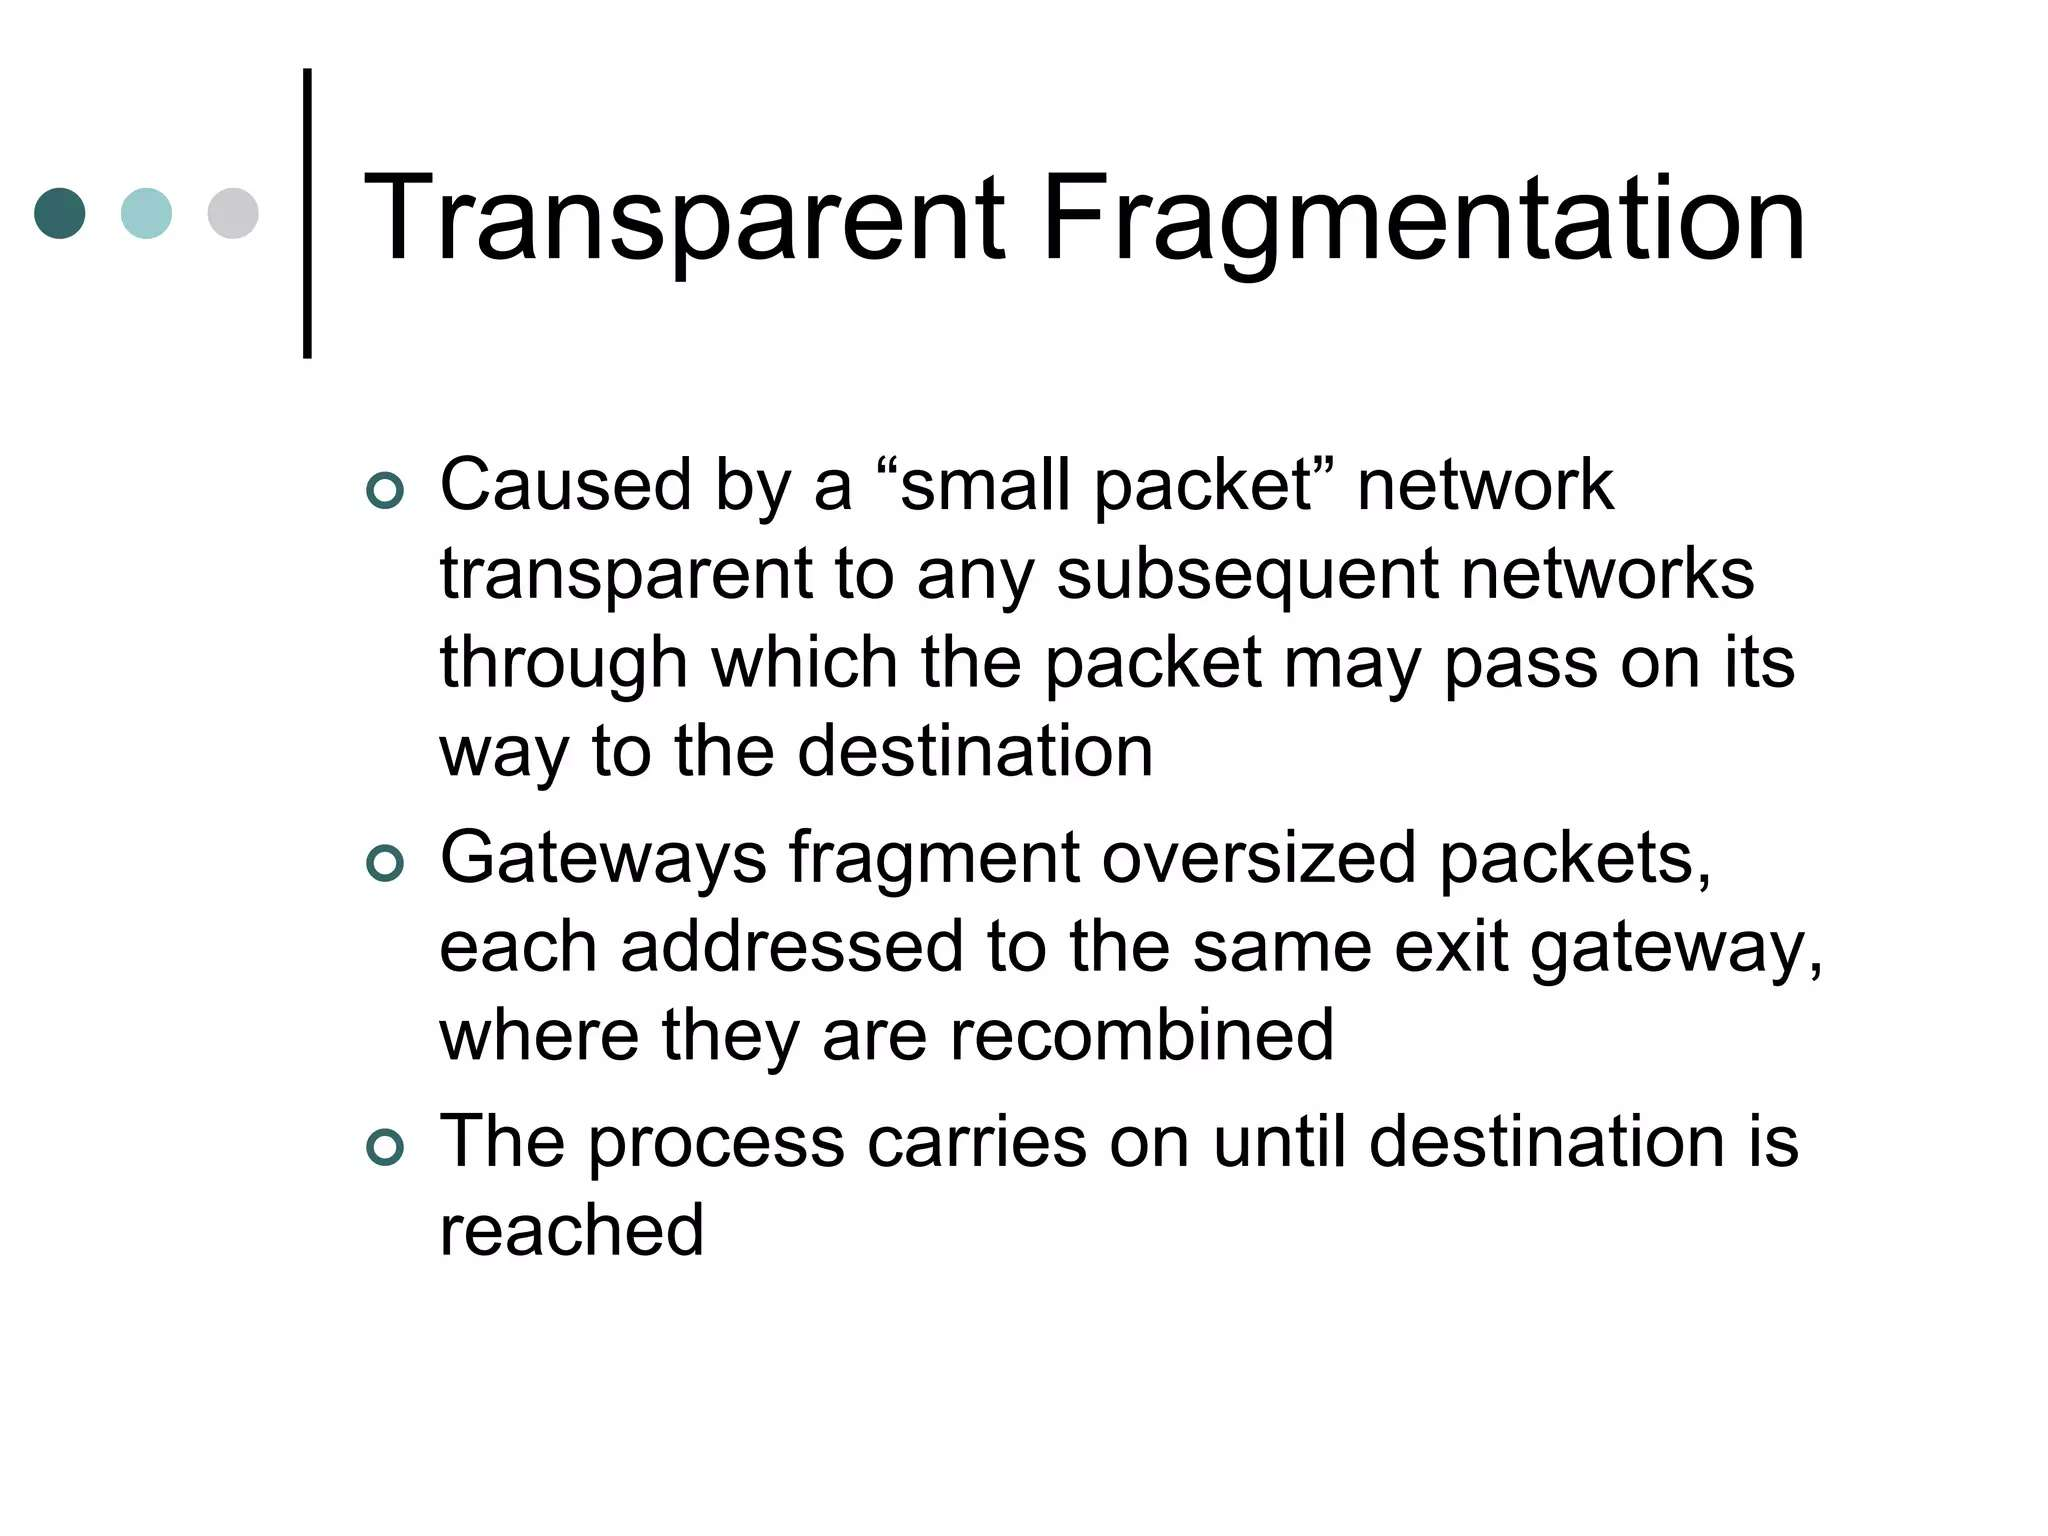 Transparent Fragmentation
Caused by a “small packet” network
transparent to any subsequent networks
through which the packet may pass on its
way to the destination
Gateways fragment oversized packets,
each addressed to the same exit gateway,
where they are recombined
The process carries on until destination is
reached